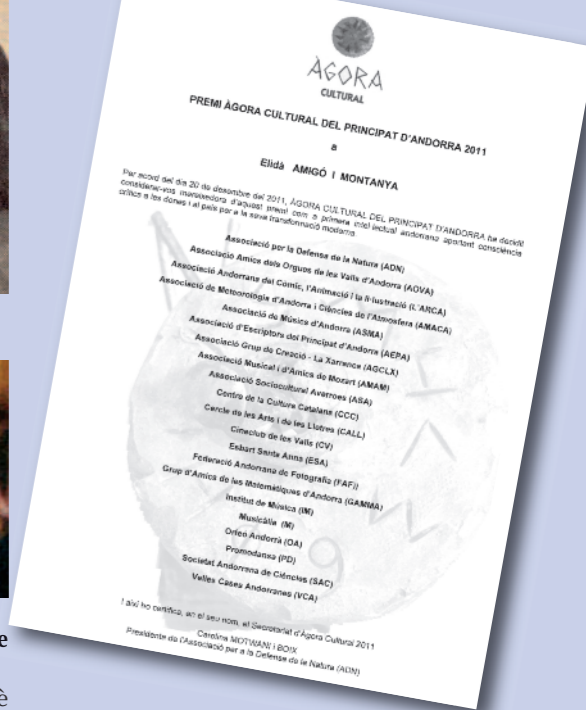 ÀGORA
CULTURAL
PREMI ÀGORA CULTURAL DEL PRINCIPAT D'ANDORRA 2011
a
Elidà AMIGÓ I MONTANYA
Per acord del dia 20 de desembre del 2011, ÀGORA CULTURAL DEL PRINCIPAT D'ANDORRA ha decidit
considerar-vos mereixedora d'aquest premi com a primera intel·lectual andorrana aportant consciència
crítica a les dones i al país per a la seva transformació moderna.
Associació per la Defensa de la Natura (ADN)
Associació Amics dels Orgues de les Valls d'Andorra (AOVA)
Associació Andorrana del Còmic, l'Animació i la Il·lustració (L'ARCA)
Associació de Meteorologia d'Andorra i Ciències de l'Atmosfera (AMACA)
Associació de Músics d'Andorra (ASMA)
Associació d'Escriptors del Principat d'Andorra (AEPA)
Associació Grup de Creació - La Xarranca (AGCLX)
Associació Musical i d'Amics de Mozart (AMAM)
Associació Sociocultural Averroes (ASA)
Centre de la Cultura Catalana (CCC)
Cercle de les Arts i de les Lletres (CALL)
Cineclub de les Valls (CV)
Esbart Santa Anna (ESA)
Federació Andorrana de Fotografia (FAF))
Grup d'Amics de les Matemàtiques d'Andorra (GAMMA)
Institut de Música (IM)
Musicàlia (M)
Orfeó Andorrà (OA)
Promodansa (PD)
Societat Andorrana de Ciències (SAC)
Velles Cases Andorranes (VCA)
I així ho certifica, en el seu nom, el Secretariat d'Àgora Cultural 2011
Carolina MOTWANI i BOIX
Presidenta de l'Associació per a la Defensa de la Natura (ADN)
e
è